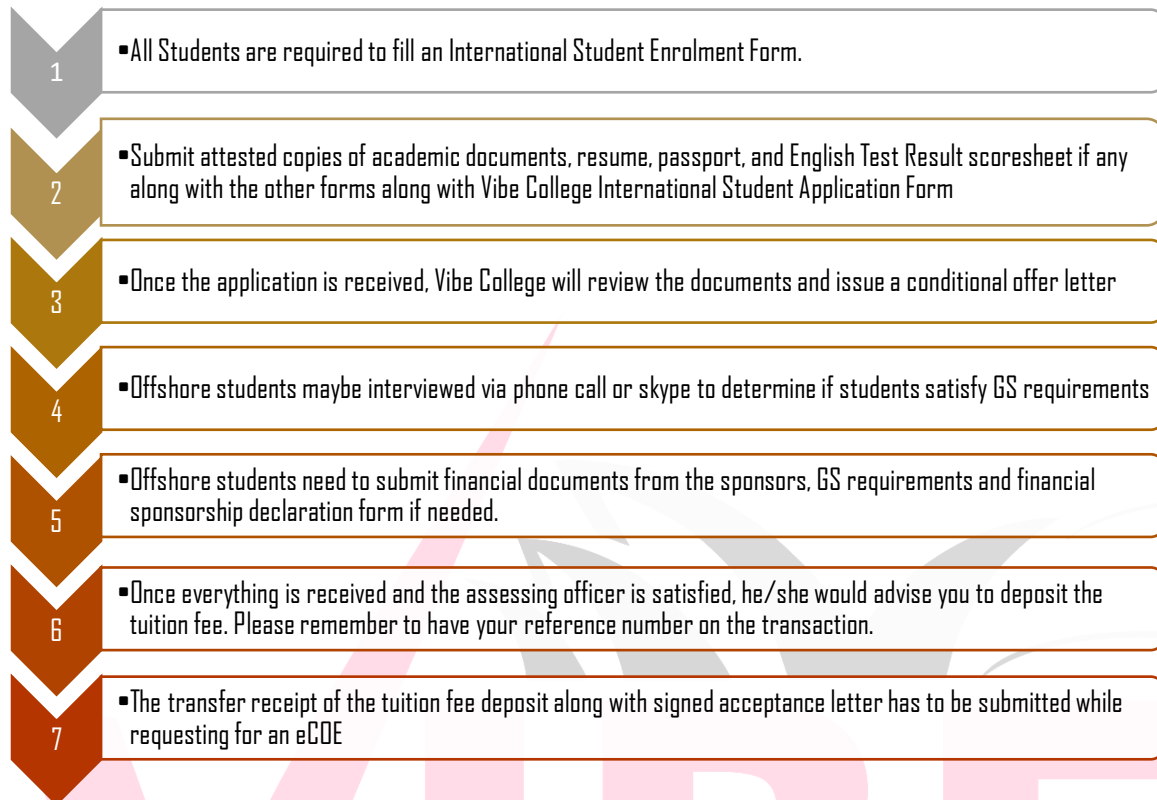 1
▪All Students are required to fill an International Student Enrolment Form.
2
▪Submit attested copies of academic documents, resume, passport, and English Test Result scoresheet if any
along with the other forms along with Vibe College International Student Application Form
3
▪Once the application is received, Vibe College will review the documents and issue a conditional offer letter
4
▪Offshore students maybe interviewed via phone call or skype to determine if students satisfy GS requirements
5
▪Offshore students need to submit financial documents from the sponsors, GS requirements and financial
sponsorship declaration form if needed.
6
▪Once everything is received and the assessing officer is satisfied, he/she would advise you to deposit the
tuition fee. Please remember to have your reference number on the transaction.
7
▪The transfer receipt of the tuition fee deposit along with signed acceptance letter has to be submitted while
requesting for an eCOE